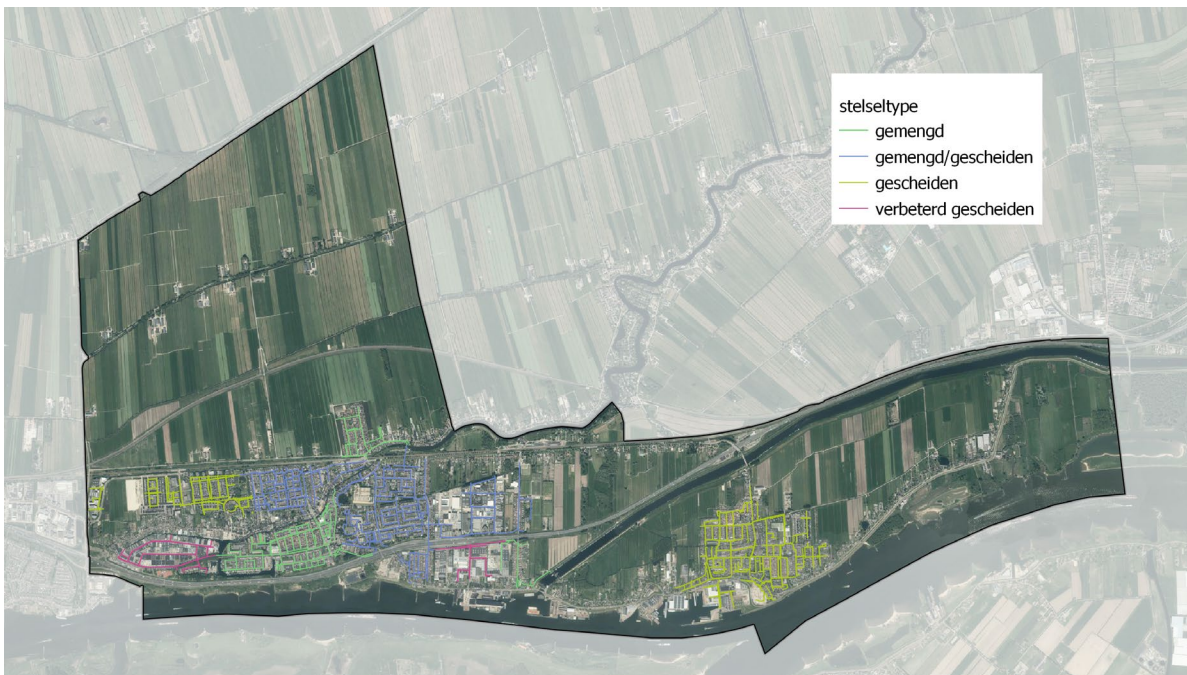 stelseltype
gemengd
gemengd/gescheiden
gescheiden
verbeterd gescheiden